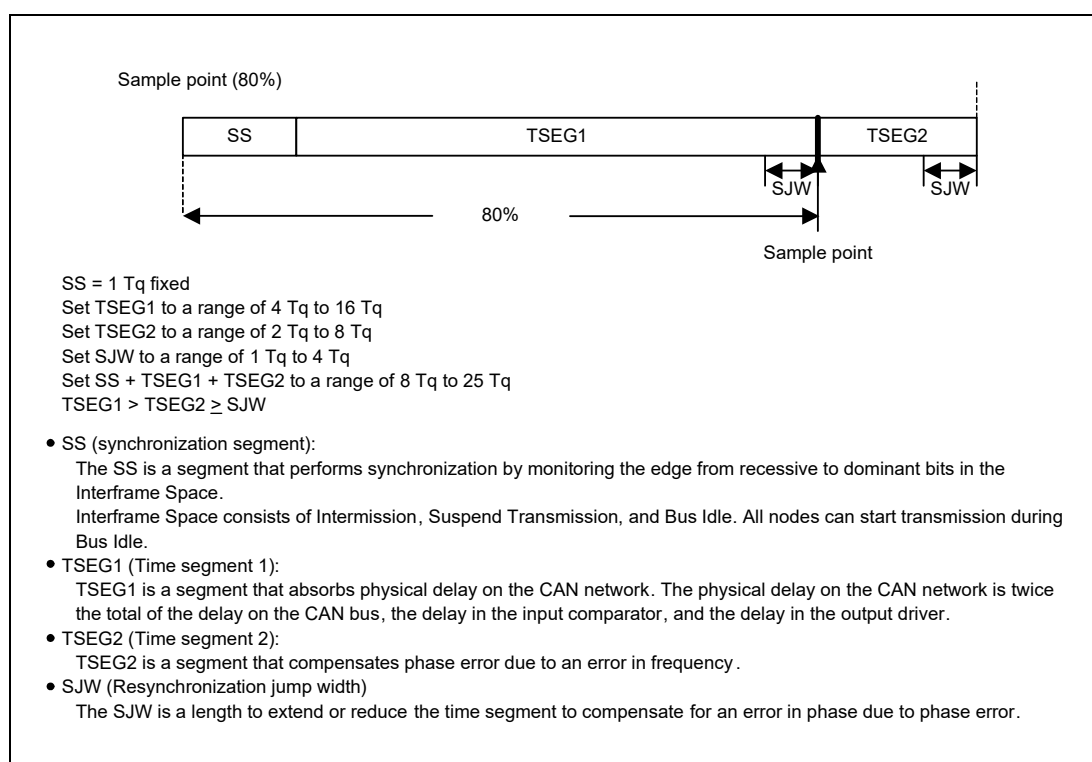 Sample point (80%)
SS
TSEG1
TSEG2
SJW
SJW
80%
Sample point
SS = 1 Tq fixed
Set TSEG1 to a range of 4 Tq to 16 Tq
Set TSEG2 to a range of 2 Tq to 8 Tq
Set SJW to a range of 1 Tq to 4 Tq
Set SS + TSEG1 + TSEG2 to a range of 8 Tq to 25 Tq
TSEG1 > TSEG2 ≥ SJW
• SS (synchronization segment):
The SS is a segment that performs synchronization by monitoring the edge from recessive to dominant bits in the
Interframe Space.
Interframe Space consists of Intermission, Suspend Transmission, and Bus Idle. All nodes can start transmission during
Bus Idle.
• TSEG1 (Time segment 1):
TSEG1 is a segment that absorbs physical delay on the CAN network. The physical delay on the CAN network is twice
the total of the delay on the CAN bus, the delay in the input comparator, and the delay in the output driver.
• TSEG2 (Time segment 2):
TSEG2 is a segment that compensates phase error due to an error in frequency.
• SJW (Resynchronization jump width)
The SJW is a length to extend or reduce the time segment to compensate for an error in phase due to phase error.